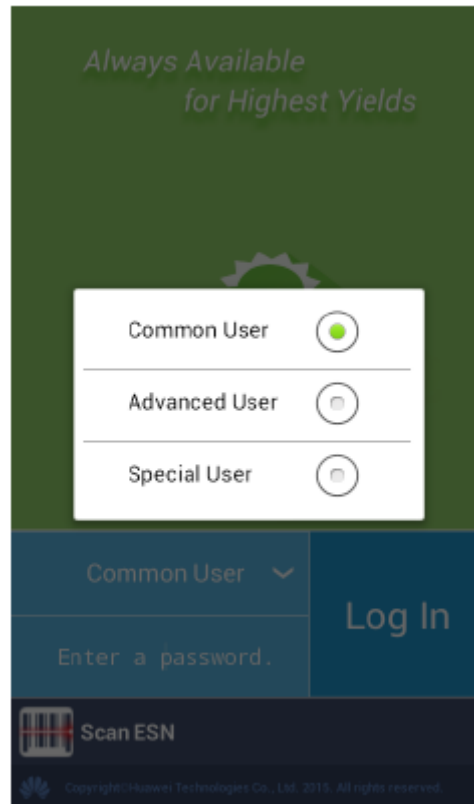 Always Available
for Highest Yields
Common User
Advanced User
Special User
Common User
Log In
Enter a password.
Scan ESN
Copyright©Huawei Technologies Co., Ltd. 2015. All rights reserved.